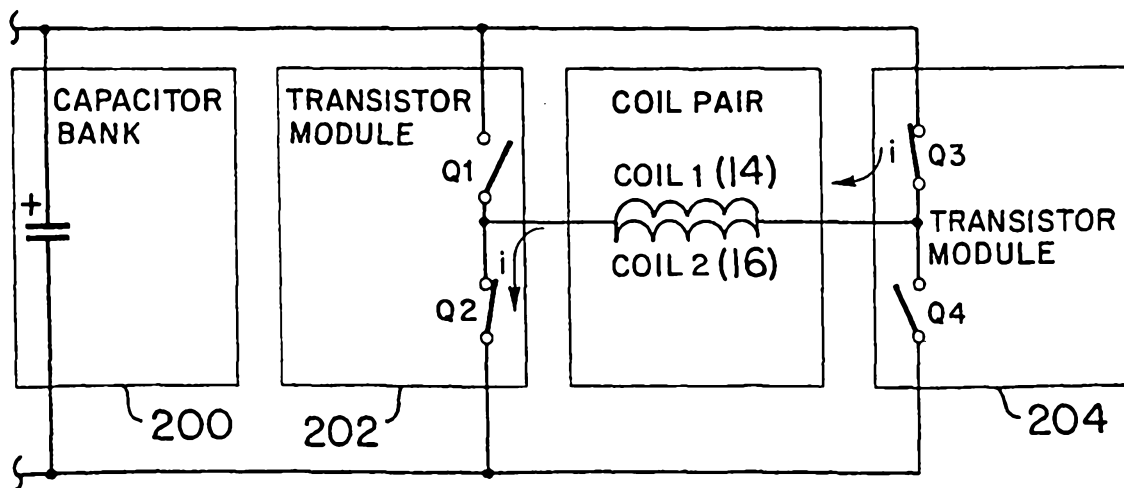 CAPACITOR
BANK
+
200
TRANSISTOR
MODULE
Q1
i
Q2
202
COIL PAIR
COIL 1 (14)
COIL 2 (16)
i
Q3
TRANSISTOR
MODULE
Q4
204